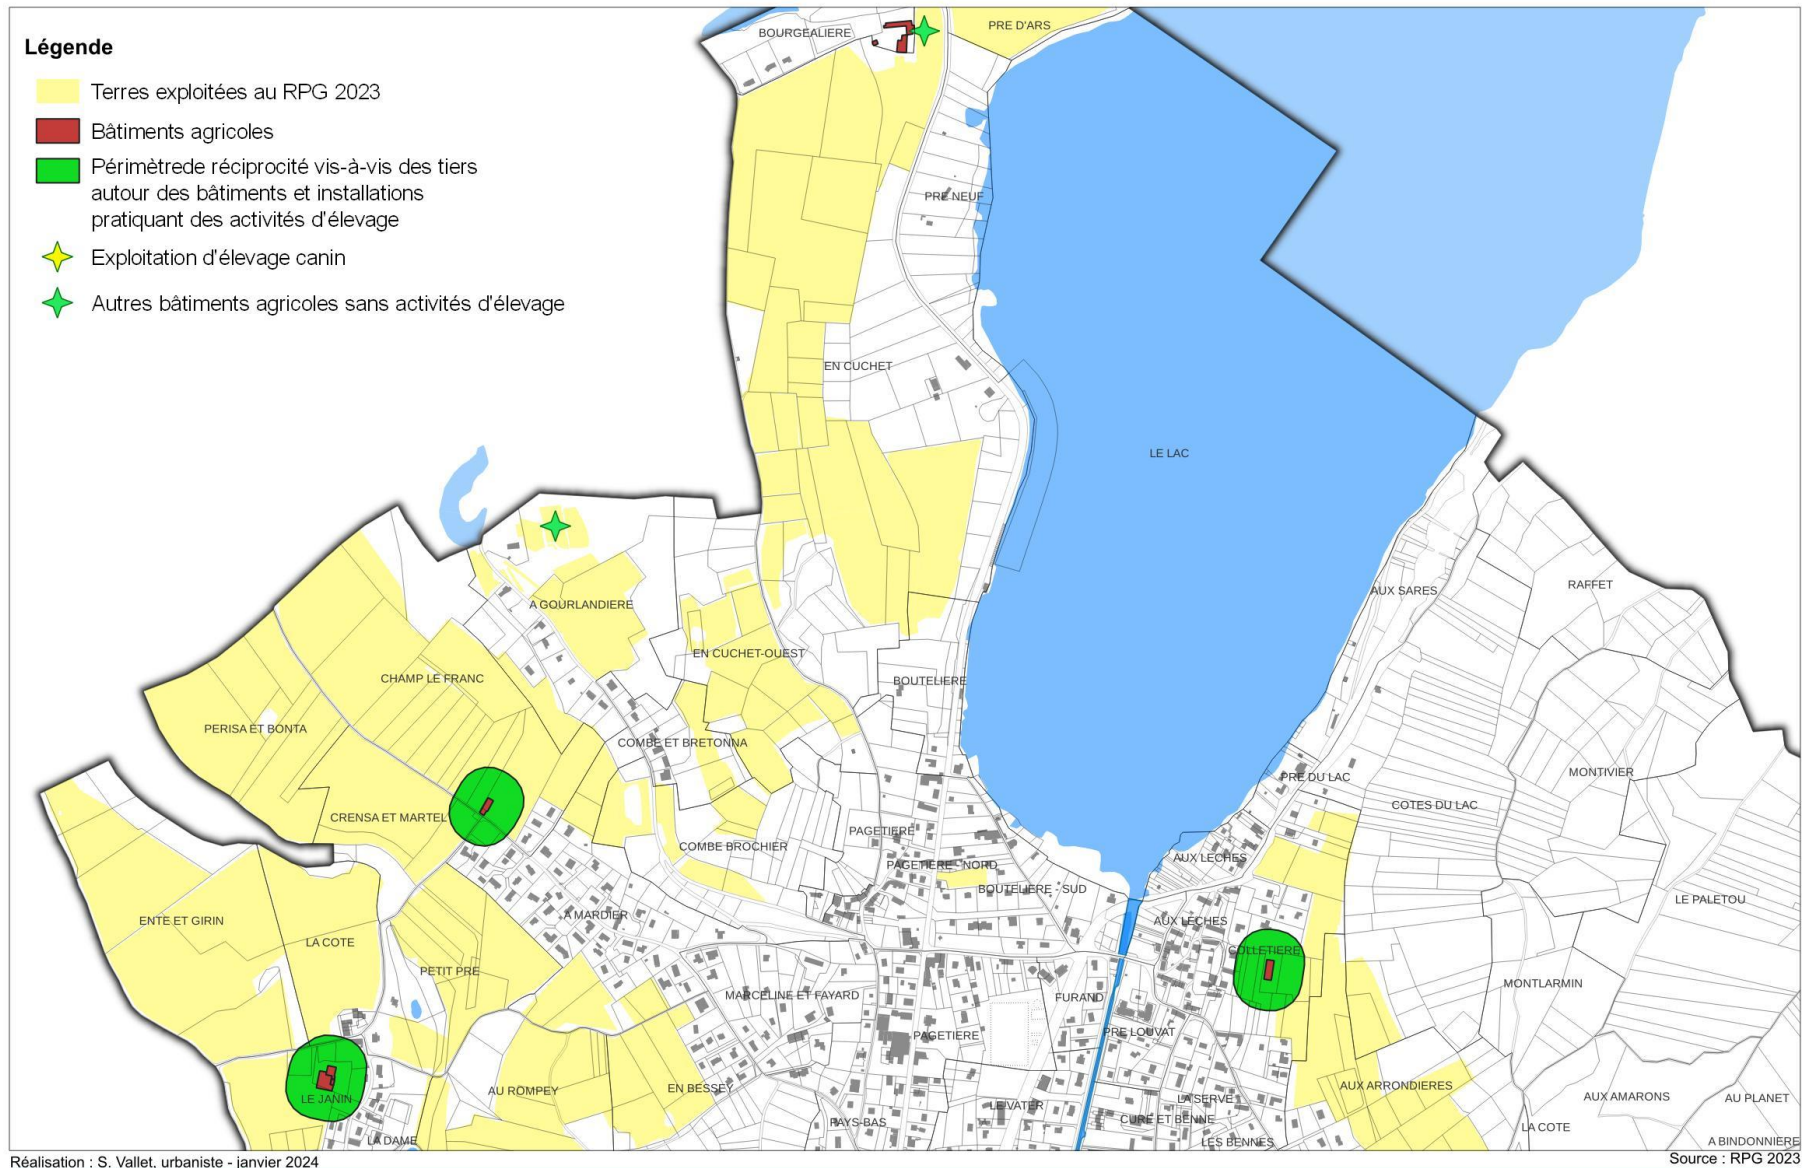 Légende
Terres exploitées au RPG 2023
Bâtiments agricoles
Périmètrede réciprocité vis-à-vis des tiers
autour des bâtiments et installations
pratiquant des activités d'élevage
Exploitation d'élevage canin
Autres bâtiments agricoles sans activités d'élevage
BOURGEALIERE
PRE D'ARS
PRE NEUF
EN CUCHET
LE LAC
AUX SARES
RAFFET
A GOURLANDIERE
EN CUCHET-OUEST
CHAMP LE FRANC
BOUTELIERE
PERISA ET BONTA
COMBE ET BRETONNA
PRE DU LAC
MONTIVIER
COTES DU LAC
CRENSA ET MARTEL
PAGETIERE
COMBE BROCHIER
AUX LECHES
PAGETIERE - NORD
BOUTELIERE - SUD
LE PALETOU
A MARDIER
ENTE ET GIRIN
AUX LECHES
LA COTE
COLLETIERE
PETIT PRE
MONTLARMIN
MARCELINE ET FAYARD
FURAND
PRE LOUVAT
PAGETIERE
AU ROMPEY
EN BESSEY
AUX ARRONDIERES
LE JANIN
LA SERVE
AUX AMARONS
AU PLANET
LE VATER
CURE ET BENNE
PAYS-BAS
LA COTE
LA DAME
LES BENNES
A BINDONNIERE
Réalisation : S. Vallet, urbaniste - janvier 2024
Source : RPG 2023